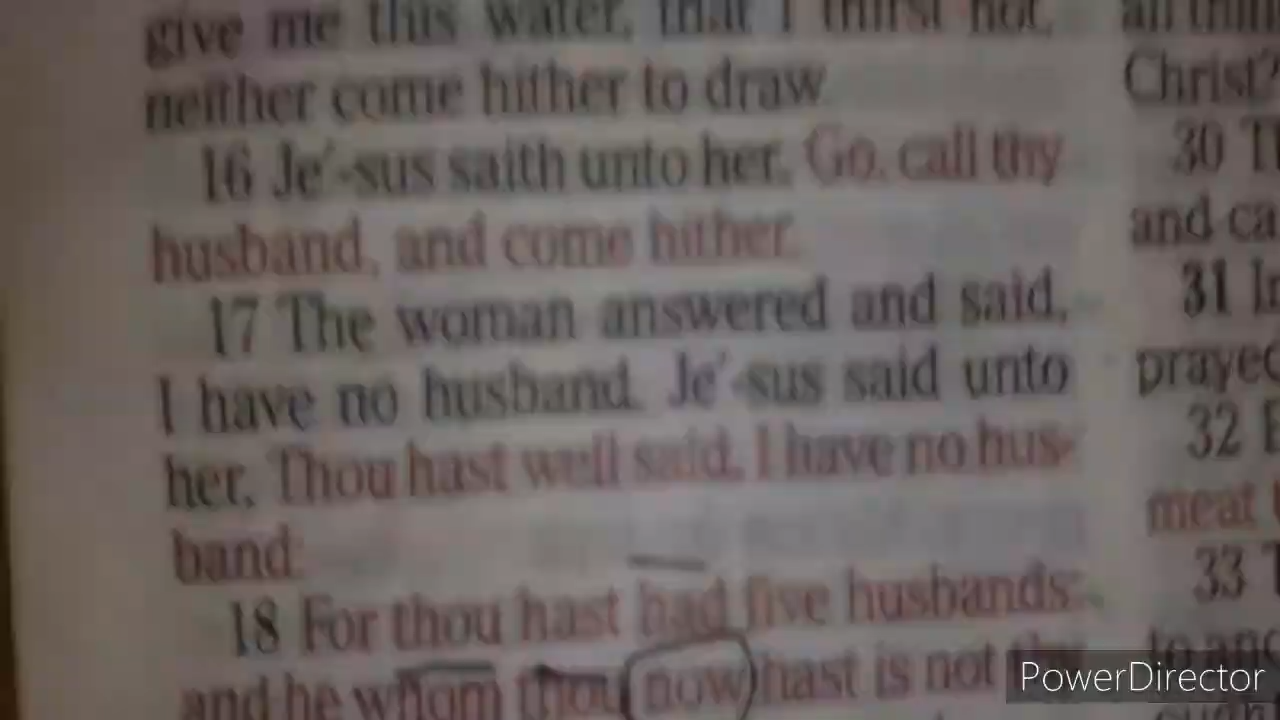 give me this water, that I thirst not,
neither come hither to draw.
16 Je´-sus saith unto her, Go, call thy
husband, and come hither.
17 The woman answered and said,
I have no husband. Je´-sus said unto
her, Thou hast well said, I have no hus-
band:
18 For thou hast had five husbands;
and he whom thou now hast is not
Christ?
30
and ca
31
prayed
32
meat
33
PowerDirector